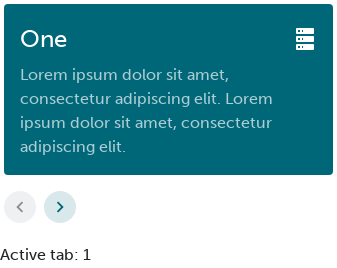 One
Lorem ipsum dolor sit amet,
consectetur adipiscing elit. Lorem
ipsum dolor sit amet, consectetur
adipiscing elit.
Active tab: 1